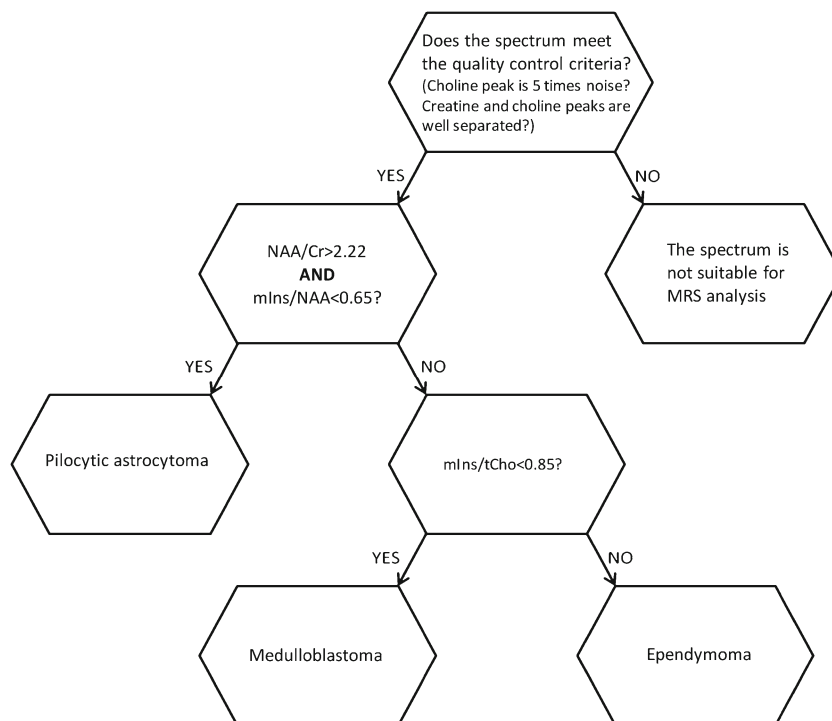 Does the spectrum meet
the quality control criteria?
(Choline peak is 5 times noise?
Creatine and choline peaks are
well separated?)
YES
NO
NAA/Cr>2.22
AND
mIns/NAA<0.65?
The spectrum is
not suitable for
MRS analysis
YES
NO
Pilocytic astrocytoma
mIns/tCho<0.85?
YES
NO
Medulloblastoma
Ependymoma